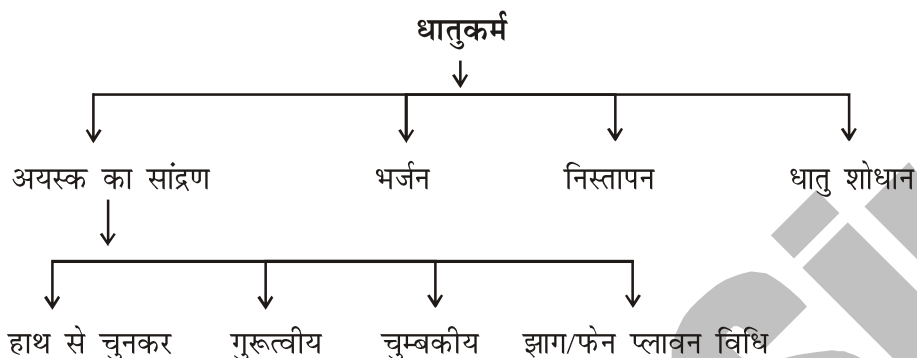 धातुकर्म
अयस्क का सांद्रण भर्जन निस्तापन धातु शोधान
हाथ से चुनकर गुरूत्वीय चुम्बकीय झाग/फेन प्लावन विधि